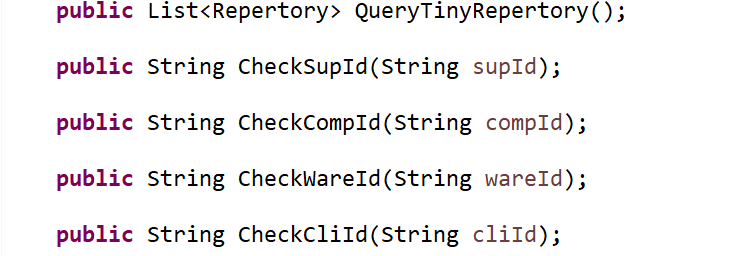 public List<Repertory> QueryTinyRepertory();
public String CheckSupId(String supId);
public String CheckCompId(String compId);
public String CheckWareId(String wareId);
public String CheckCliId(String cliId);